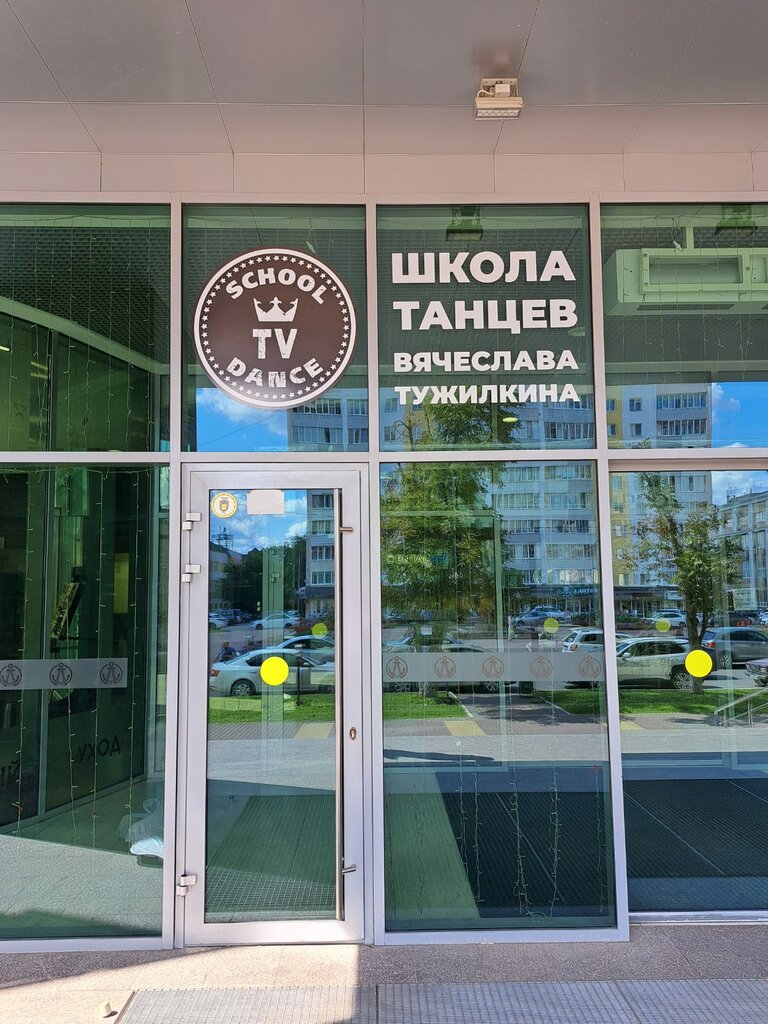 SCHOOL
TV
DANCE
ШКОЛА
ТАНЦЕВ
ВЯЧЕСЛАВА
ТУЖИЛКИНА